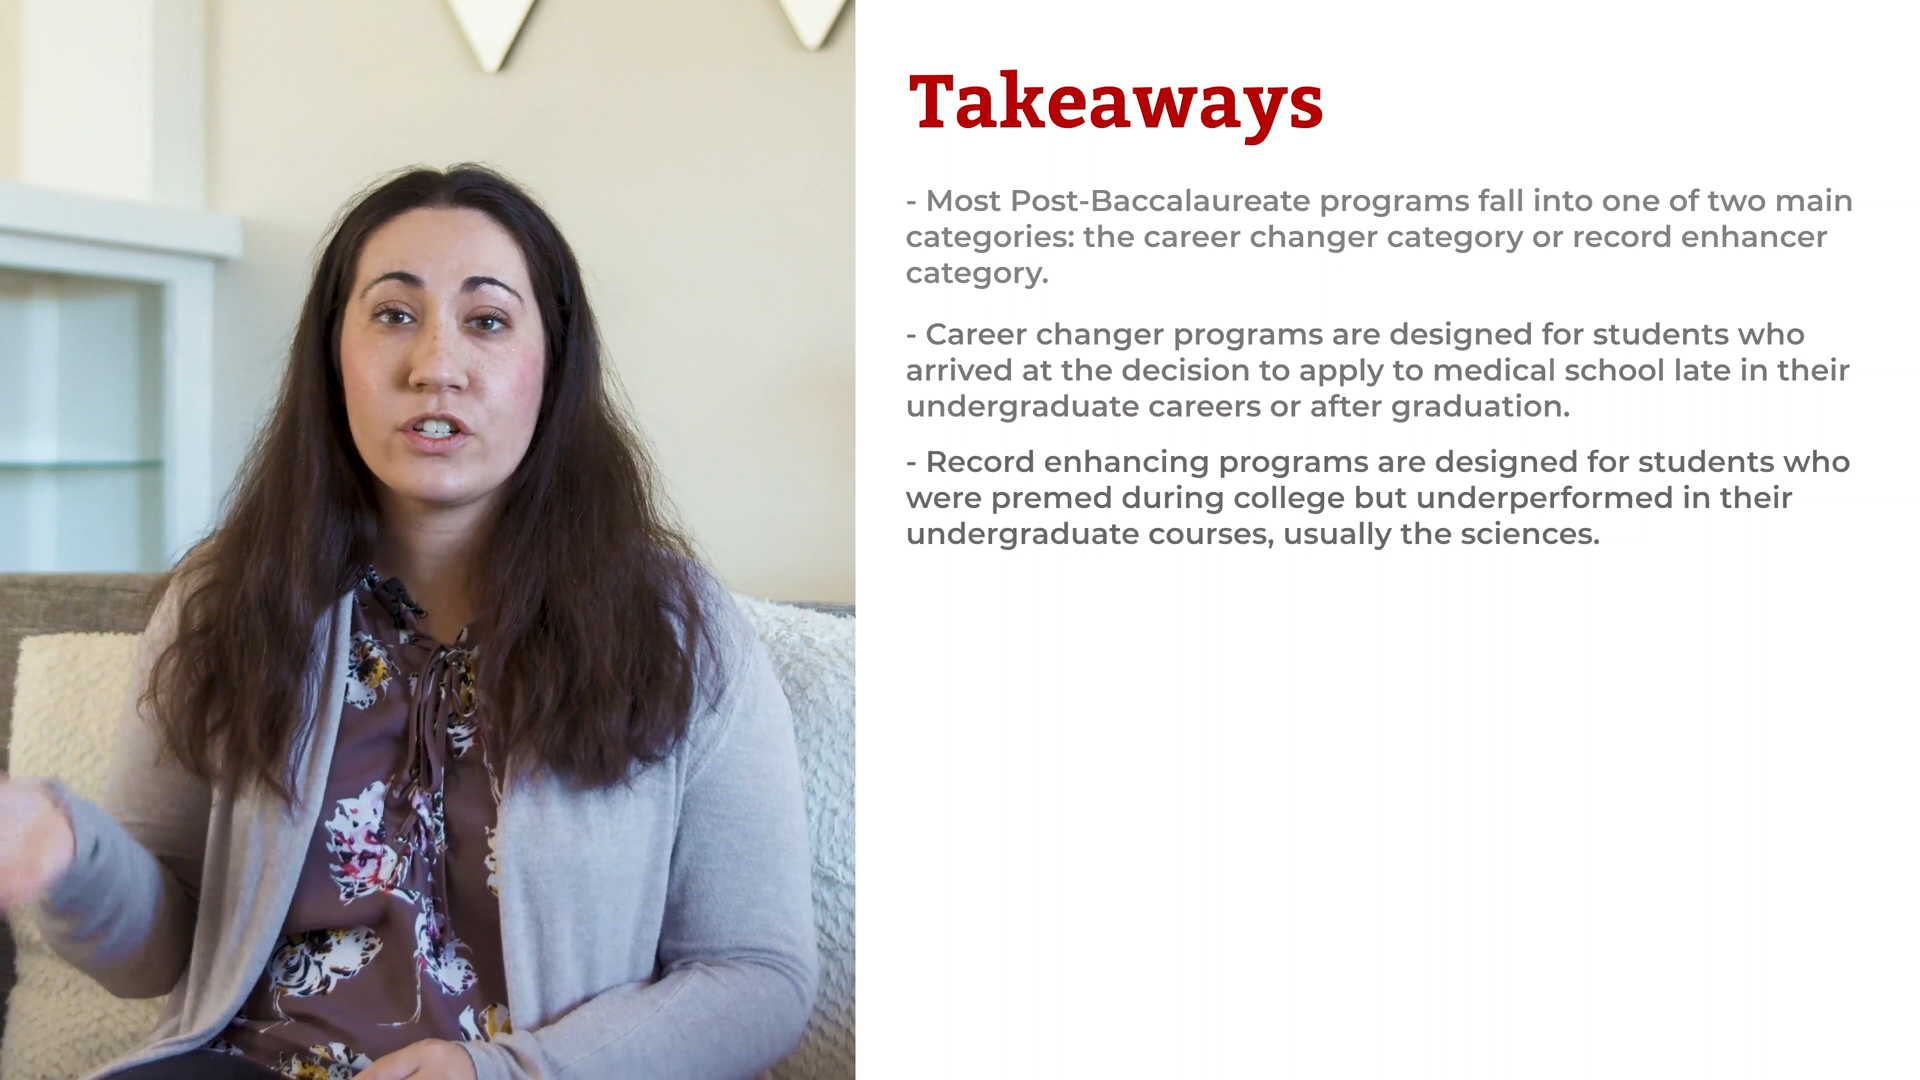 Takeaways
- Most Post-Baccalaureate programs fall into one of two main
categories: the career changer category or record enhancer
category.
- Career changer programs are designed for students who
arrived at the decision to apply to medical school late in their
undergraduate careers or after graduation.
- Record enhancing programs are designed for students who
were premed during college but underperformed in their
undergraduate courses, usually the sciences.